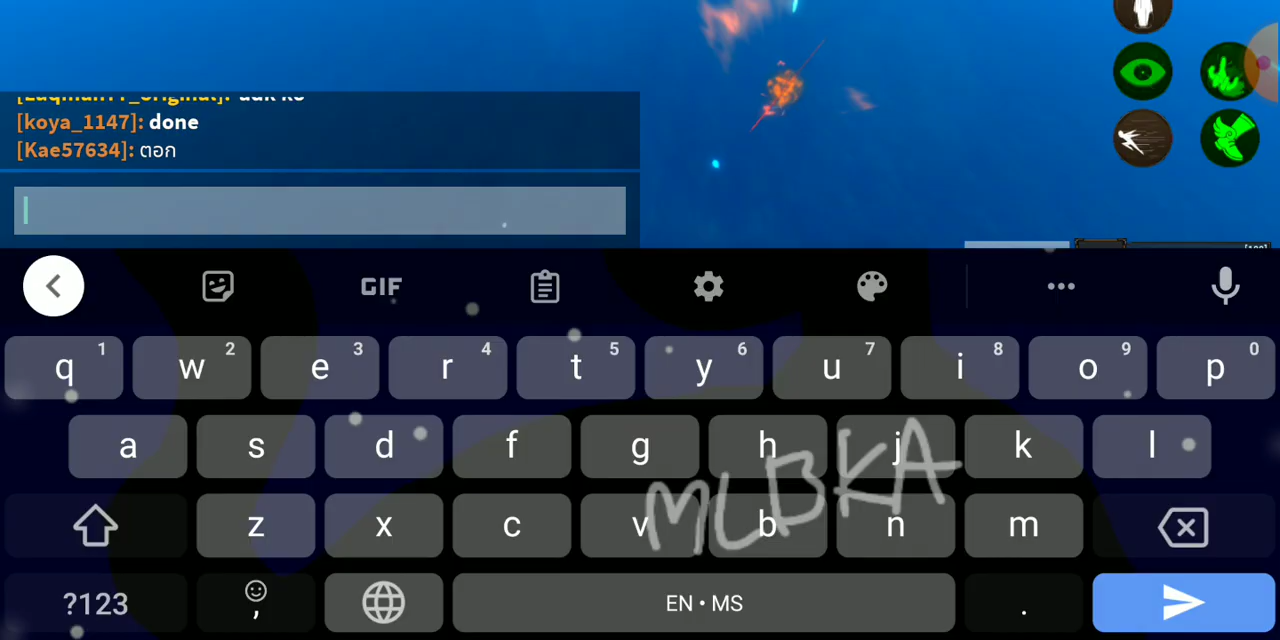 [koya_1147]: done
[Kae57634]: ตอก
GIF
q 1 w 2 e 3 r 4 t 5 y 6 u 7 i 8 o 9 p 0
a s d f g h j k l
MLBKA
z x c v b n m
?123 , EN • MS .